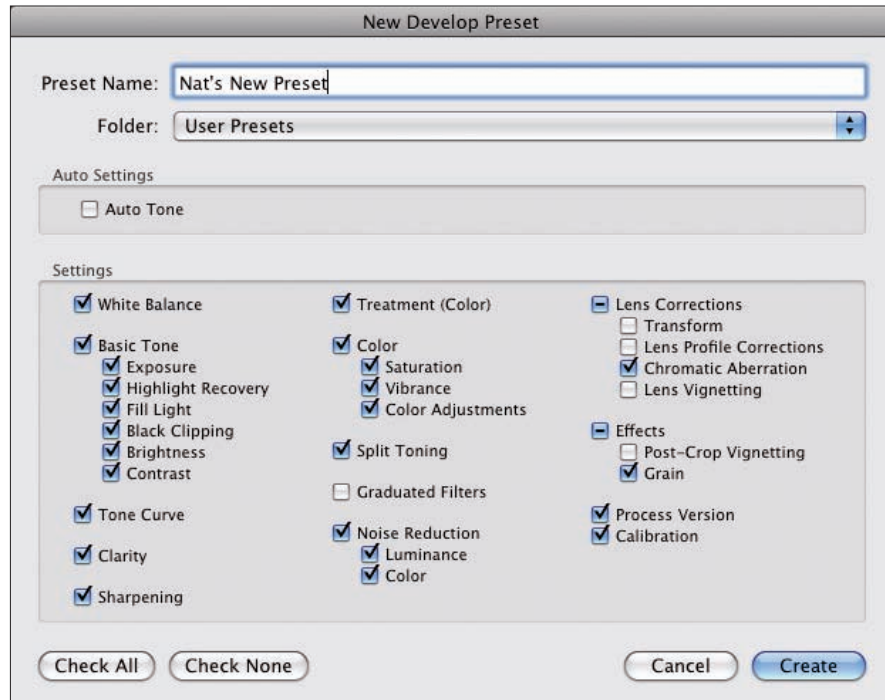 New Develop Preset
Preset Name: Nat's New Preset
Folder: User Presets
Auto Settings
Auto Tone
Settings
White Balance
Basic Tone
Exposure
Highlight Recovery
Fill Light
Black Clipping
Brightness
Contrast
Tone Curve
Clarity
Sharpening
Treatment (Color)
Color
Saturation
Vibrance
Color Adjustments
Split Toning
Graduated Filters
Noise Reduction
Luminance
Color
Lens Corrections
Transform
Lens Profile Corrections
Chromatic Aberration
Lens Vignetting
Effects
Post-Crop Vignetting
Grain
Process Version
Calibration
Check All
Check None
Cancel
Create